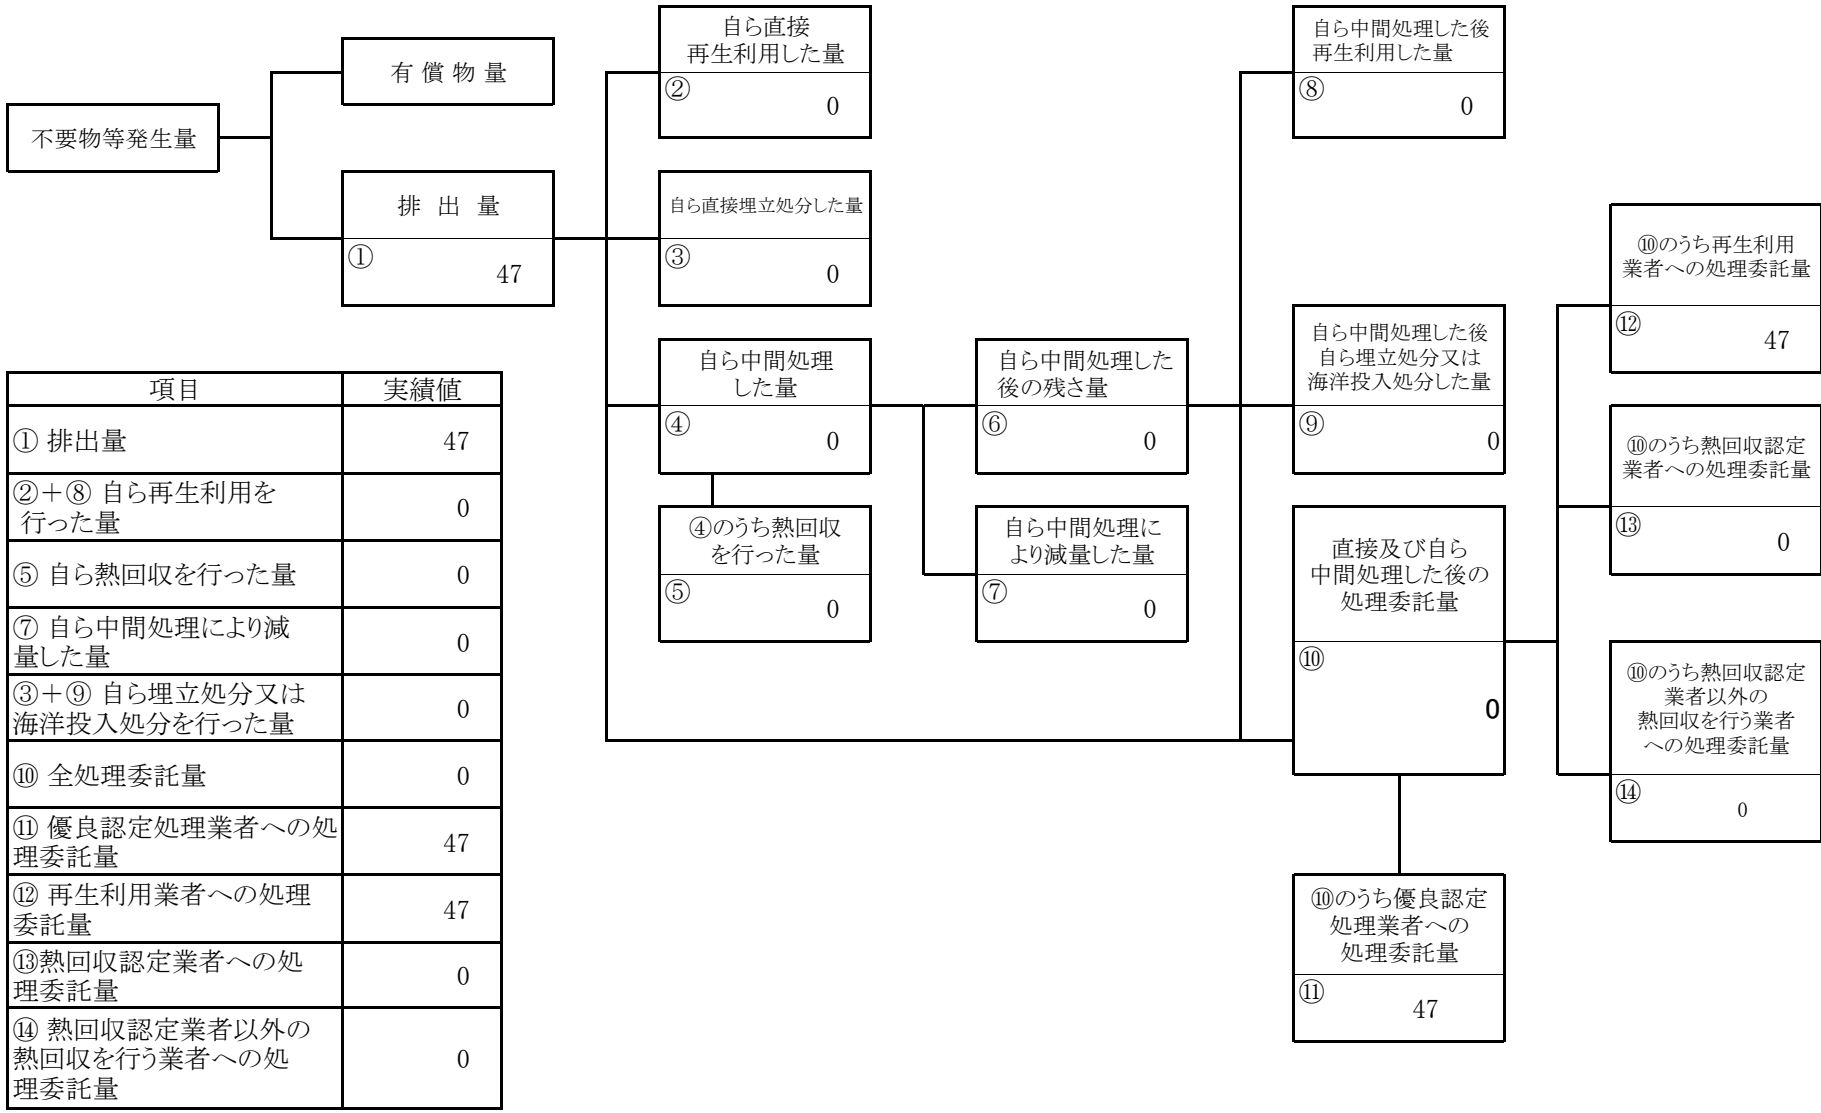 不要物等発生量
有 償 物 量
排 出 量
①
47
自ら直接
再生利用した量
②
0
自ら直接埋立処分した量
③
0
自ら中間処理
した量
④
0
④のうち熱回収
を行った量
⑤
0
自ら中間処理した
後の残さ量
⑥
0
自ら中間処理に
より減量した量
⑦
0
自ら中間処理した後
再生利用した量
⑧
0
自ら中間処理した後
自ら埋立処分又は
海洋投入処分した量
⑨
0
直接及び自ら
中間処理した後の
処理委託量
⑩
0
⑩のうち優良認定
処理業者への
処理委託量
⑪
47
⑩のうち再生利用
業者への処理委託量
⑫
47
⑩のうち熱回収認定
業者への処理委託量
⑬
0
⑩のうち熱回収認定
業者以外の
熱回収を行う業者
への処理委託量
⑭
0
項目 実績値
① 排出量 47
②+⑧ 自ら再生利用を
行った量 0
⑤ 自ら熱回収を行った量 0
⑦ 自ら中間処理により減
量した量 0
③+⑨ 自ら埋立処分又は
海洋投入処分を行った量 0
⑩ 全処理委託量 0
⑪ 優良認定処理業者への処
理委託量 47
⑫ 再生利用業者への処理
委託量 47
⑬熱回収認定業者への処
理委託量 0
⑭ 熱回収認定業者以外の
熱回収を行う業者への処
理委託量 0